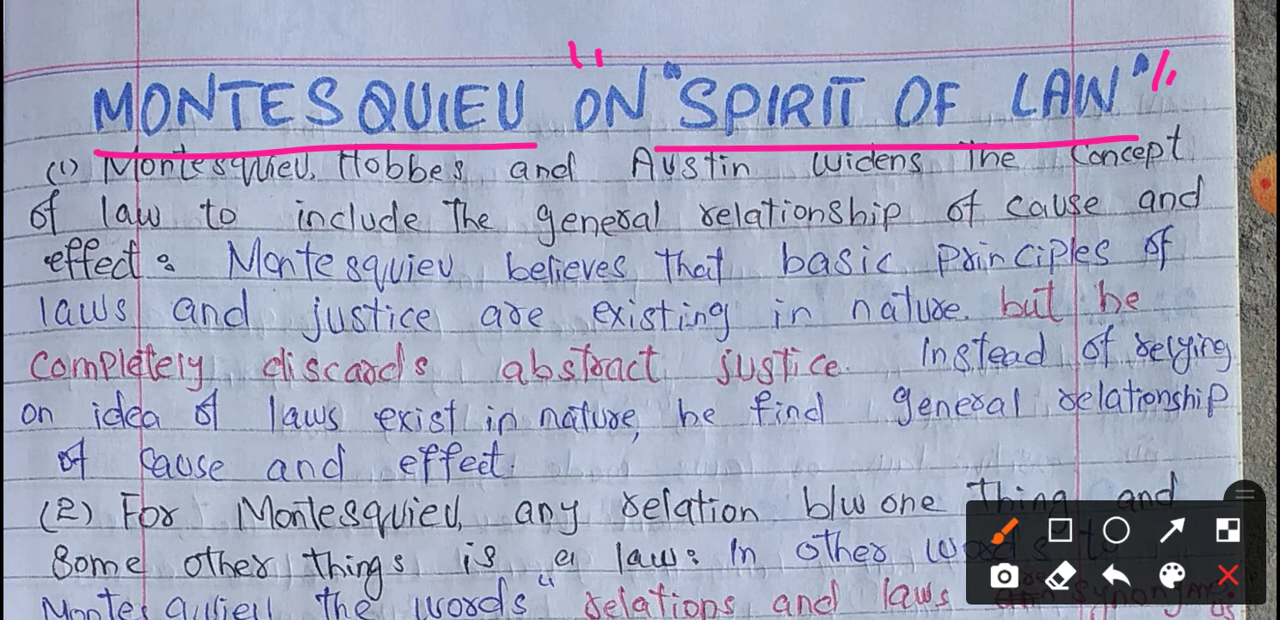 MONTESQUIEU ON "SPIRIT OF LAW"
(1) Montesquieu, Hobbes and Austin widens The Concept
of law to include The general relationship of cause and
effect. Montesquieu believes that basic Principles of
laws and justice are existing in nature. but he
completely discards abstract justice. Instead of relying
on idea of laws exist in nature, he find general relationship
of cause and effect.
(2) For Montesquieu, any relation b/w one Thing and
Some other things is a law: In other words to
Montesquieu the words "relations and laws